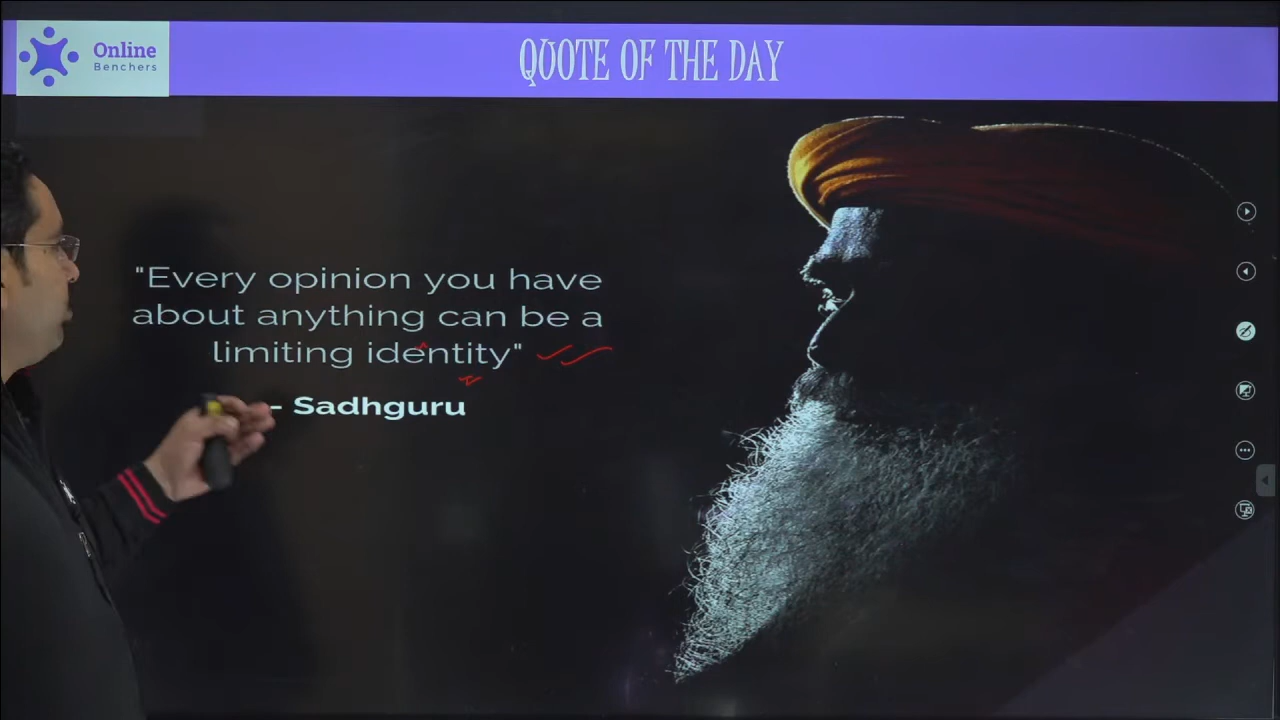 Online
Benchers
QUOTE OF THE DAY
"Every opinion you have
about anything can be a
limiting identity"
- Sadhguru